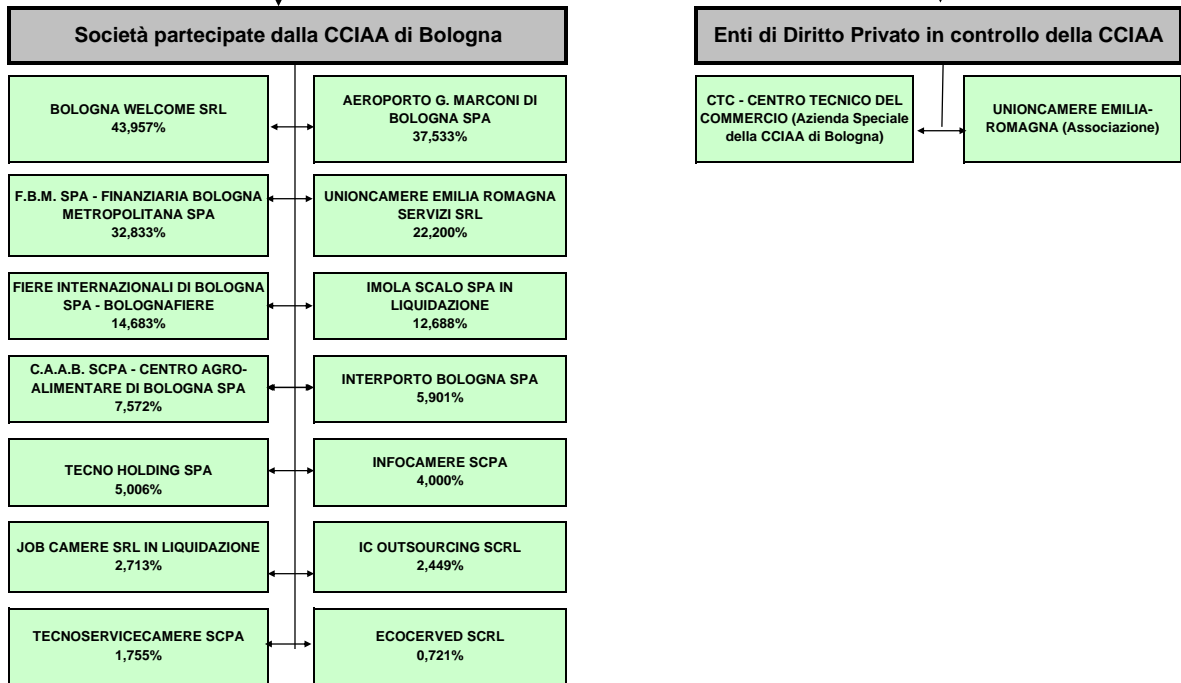 Società partecipate dalla CCIAA di Bologna
Enti di Diritto Privato in controllo della CCIAA
BOLOGNA WELCOME SRL
43,957%
AEROPORTO G. MARCONI DI
BOLOGNA SPA
37,533%
CTC - CENTRO TECNICO DEL
COMMERCIO (Azienda Speciale
della CCIAA di Bologna)
UNIONCAMERE EMILIA-
ROMAGNA (Associazione)
F.B.M. SPA - FINANZIARIA BOLOGNA
METROPOLITANA SPA
32,833%
UNIONCAMERE EMILIA ROMAGNA
SERVIZI SRL
22,200%
FIERE INTERNAZIONALI DI BOLOGNA
SPA - BOLOGNAFIERE
14,683%
IMOLA SCALO SPA IN
LIQUIDAZIONE
12,688%
C.A.A.B. SCPA - CENTRO AGRO-
ALIMENTARE DI BOLOGNA SPA
7,572%
INTERPORTO BOLOGNA SPA
5,901%
TECNO HOLDING SPA
5,006%
INFOCAMERE SCPA
4,000%
JOB CAMERE SRL IN LIQUIDAZIONE
2,713%
IC OUTSOURCING SCRL
2,449%
TECNOSERVICECAMERE SCPA
1,755%
ECOCERVED SCRL
0,721%